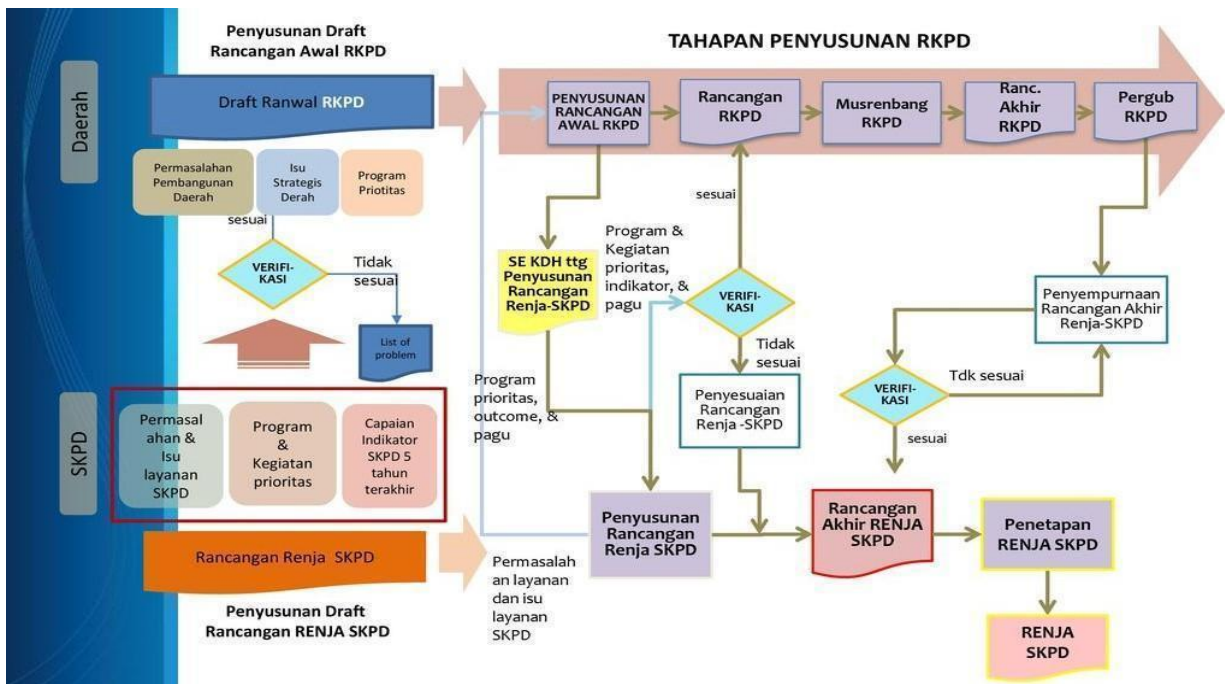 Penyusunan Draft
Rancangan Awal RKPD
TAHAPAN PENYUSUNAN RKPD
Daerah
Draft Ranwal RKPD
PENYUSUNAN
RANCANGAN
AWAL RKPD
Rancangan
RKPD
Musrenbang
RKPD
Ranc.
Akhir
RKPD
Pergub
RKPD
Permasalahan
Pembangunan
Daerah
Isu
Strategis
Derah
Program
Priotitas
sesuai
VERIFI-
KASI
Tidak
sesuai
List of
problem
SE KDH ttg
Penyusunan
Rancangan
Renja-SKPD
Program &
Kegiatan
prioritas,
indikator, &
pagu
sesuai
VERIFI-
KASI
Tidak
sesuai
Penyesuaian
Rancangan
Renja -SKPD
Penyempurnaan
Rancangan Akhir
Renja-SKPD
VERIFI-
KASI
Tdk sesuai
sesuai
SKPD
Permasal
ahan &
Isu
layanan
SKPD
Program
&
Kegiatan
prioritas
Capaian
Indikator
SKPD 5
tahun
terakhir
Program
prioritas,
outcome, &
pagu
Rancangan Renja SKPD
Penyusunan Draft
Rancangan RENJA SKPD
Permasalah
an layanan
dan isu
layanan
SKPD
Penyusunan
Rancangan
Renja SKPD
Rancangan
Akhir RENJA
SKPD
Penetapan
RENJA SKPD
RENJA
SKPD